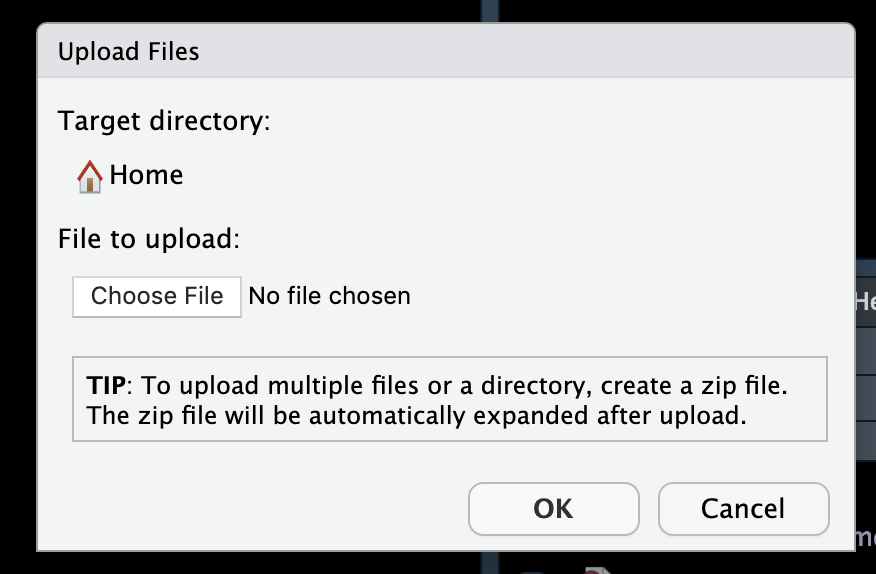 Upload Files
Target directory:
Home
File to upload:
Choose File No file chosen
TIP: To upload multiple files or a directory, create a zip file.
The zip file will be automatically expanded after upload.
OK Cancel